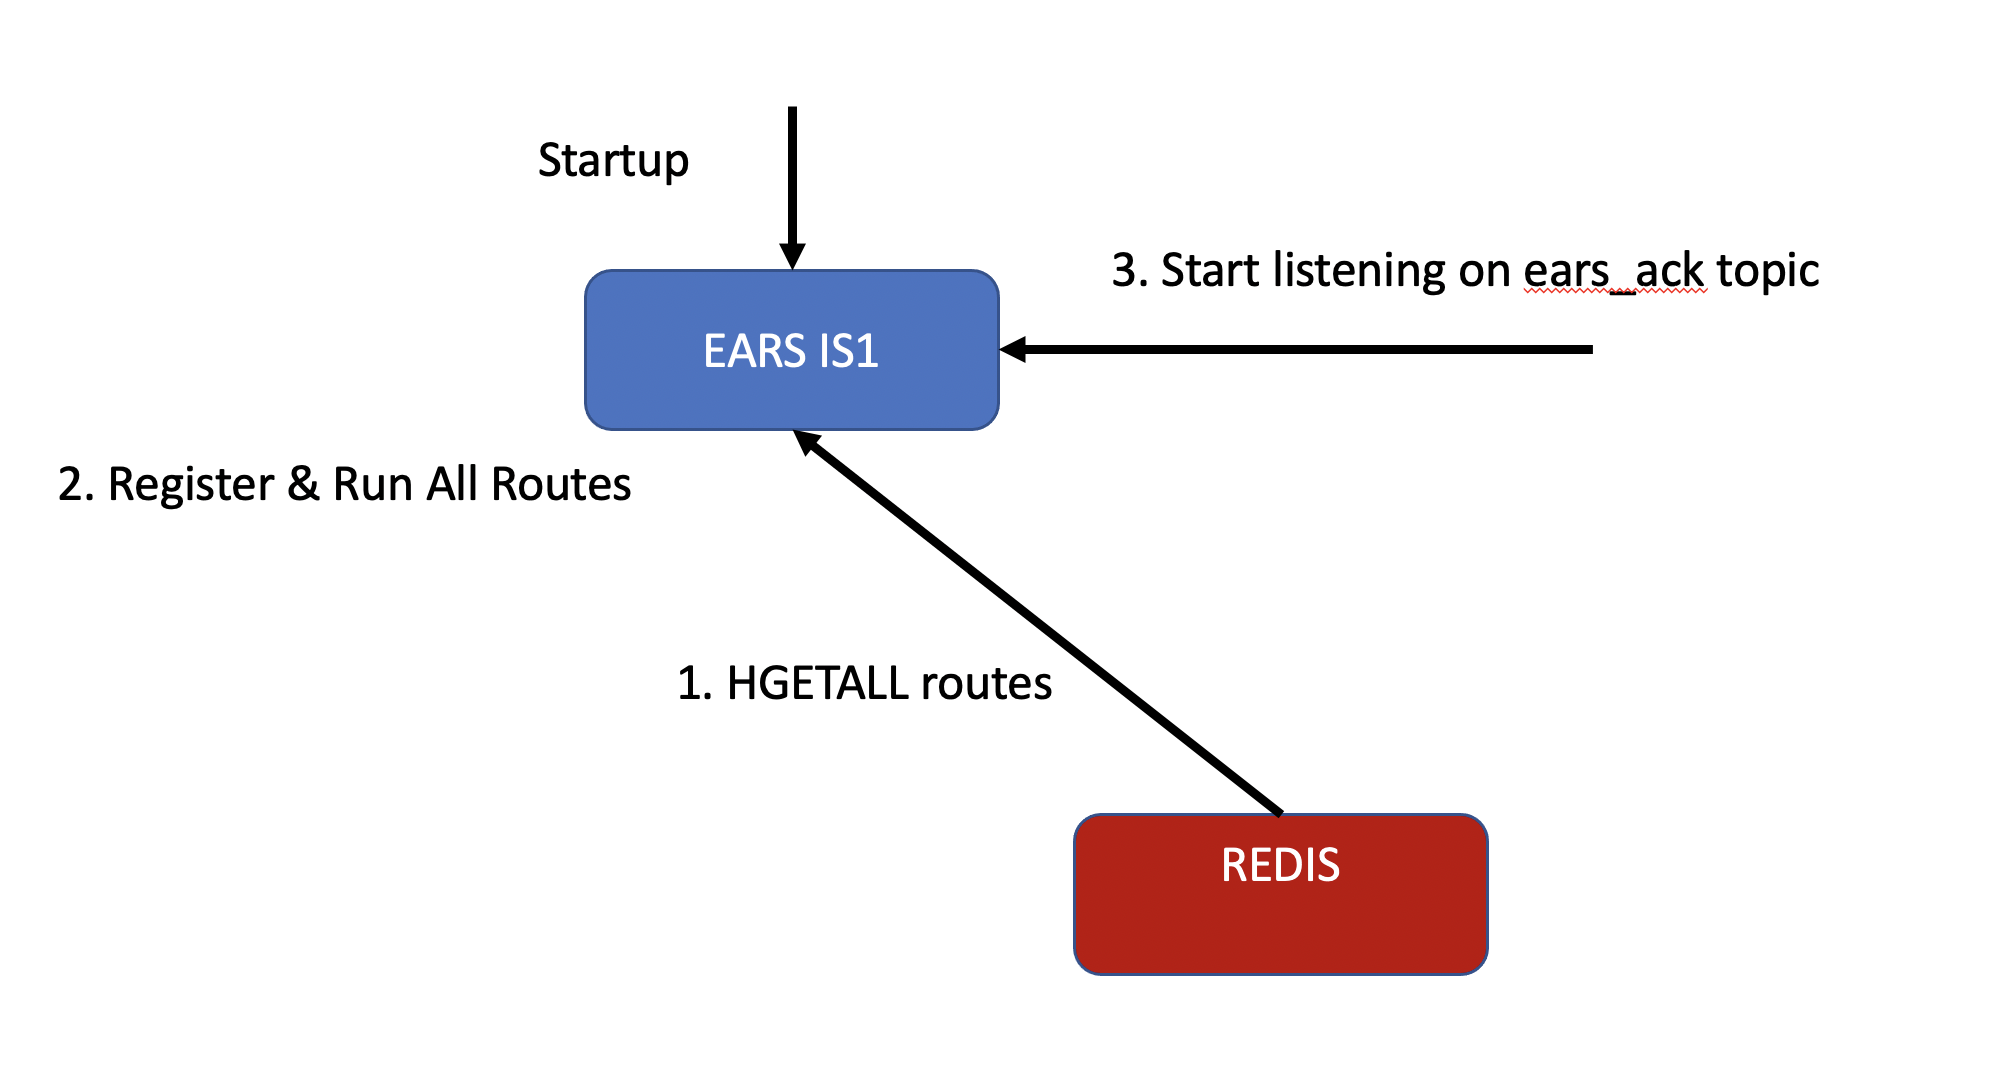 Startup
3. Start listening on ears_ack topic
EARS IS1
2. Register & Run All Routes
1. HGETALL routes
REDIS